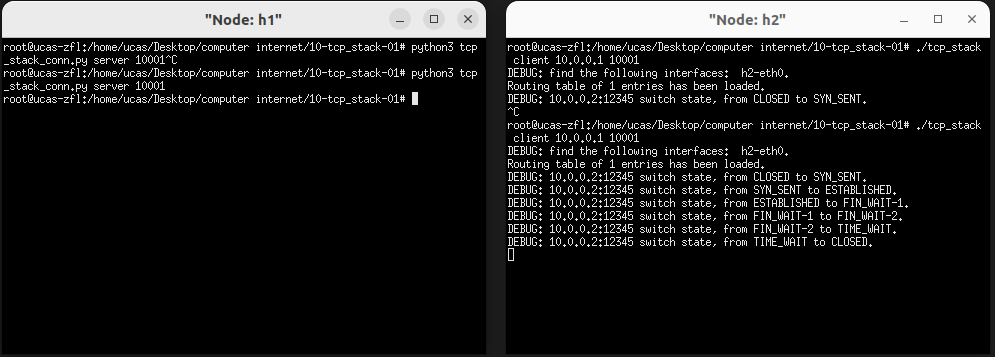 "Node: h1"
root@ucas-zfl:/home/ucas/Desktop/computer internet/10-tcp_stack-01# python3 tcp
_stack_conn.py server 10001^C
root@ucas-zfl:/home/ucas/Desktop/computer internet/10-tcp_stack-01# python3 tcp
_stack_conn.py server 10001
root@ucas-zfl:/home/ucas/Desktop/computer internet/10-tcp_stack-01#
"Node: h2"
root@ucas-zfl:/home/ucas/Desktop/computer internet/10-tcp_stack-01# ./tcp_stack
 client 10.0.0.1 10001
DEBUG: find the following interfaces:  h2-eth0.
Routing table of 1 entries has been loaded.
DEBUG: 10.0.0.2:12345 switch state, from CLOSED to SYN_SENT.
^C
root@ucas-zfl:/home/ucas/Desktop/computer internet/10-tcp_stack-01# ./tcp_stack
 client 10.0.0.1 10001
DEBUG: find the following interfaces:  h2-eth0.
Routing table of 1 entries has been loaded.
DEBUG: 10.0.0.2:12345 switch state, from CLOSED to SYN_SENT.
DEBUG: 10.0.0.2:12345 switch state, from SYN_SENT to ESTABLISHED.
DEBUG: 10.0.0.2:12345 switch state, from ESTABLISHED to FIN_WAIT-1.
DEBUG: 10.0.0.2:12345 switch state, from FIN_WAIT-1 to FIN_WAIT-2.
DEBUG: 10.0.0.2:12345 switch state, from FIN_WAIT-2 to TIME_WAIT.
DEBUG: 10.0.0.2:12345 switch state, from TIME_WAIT to CLOSED.